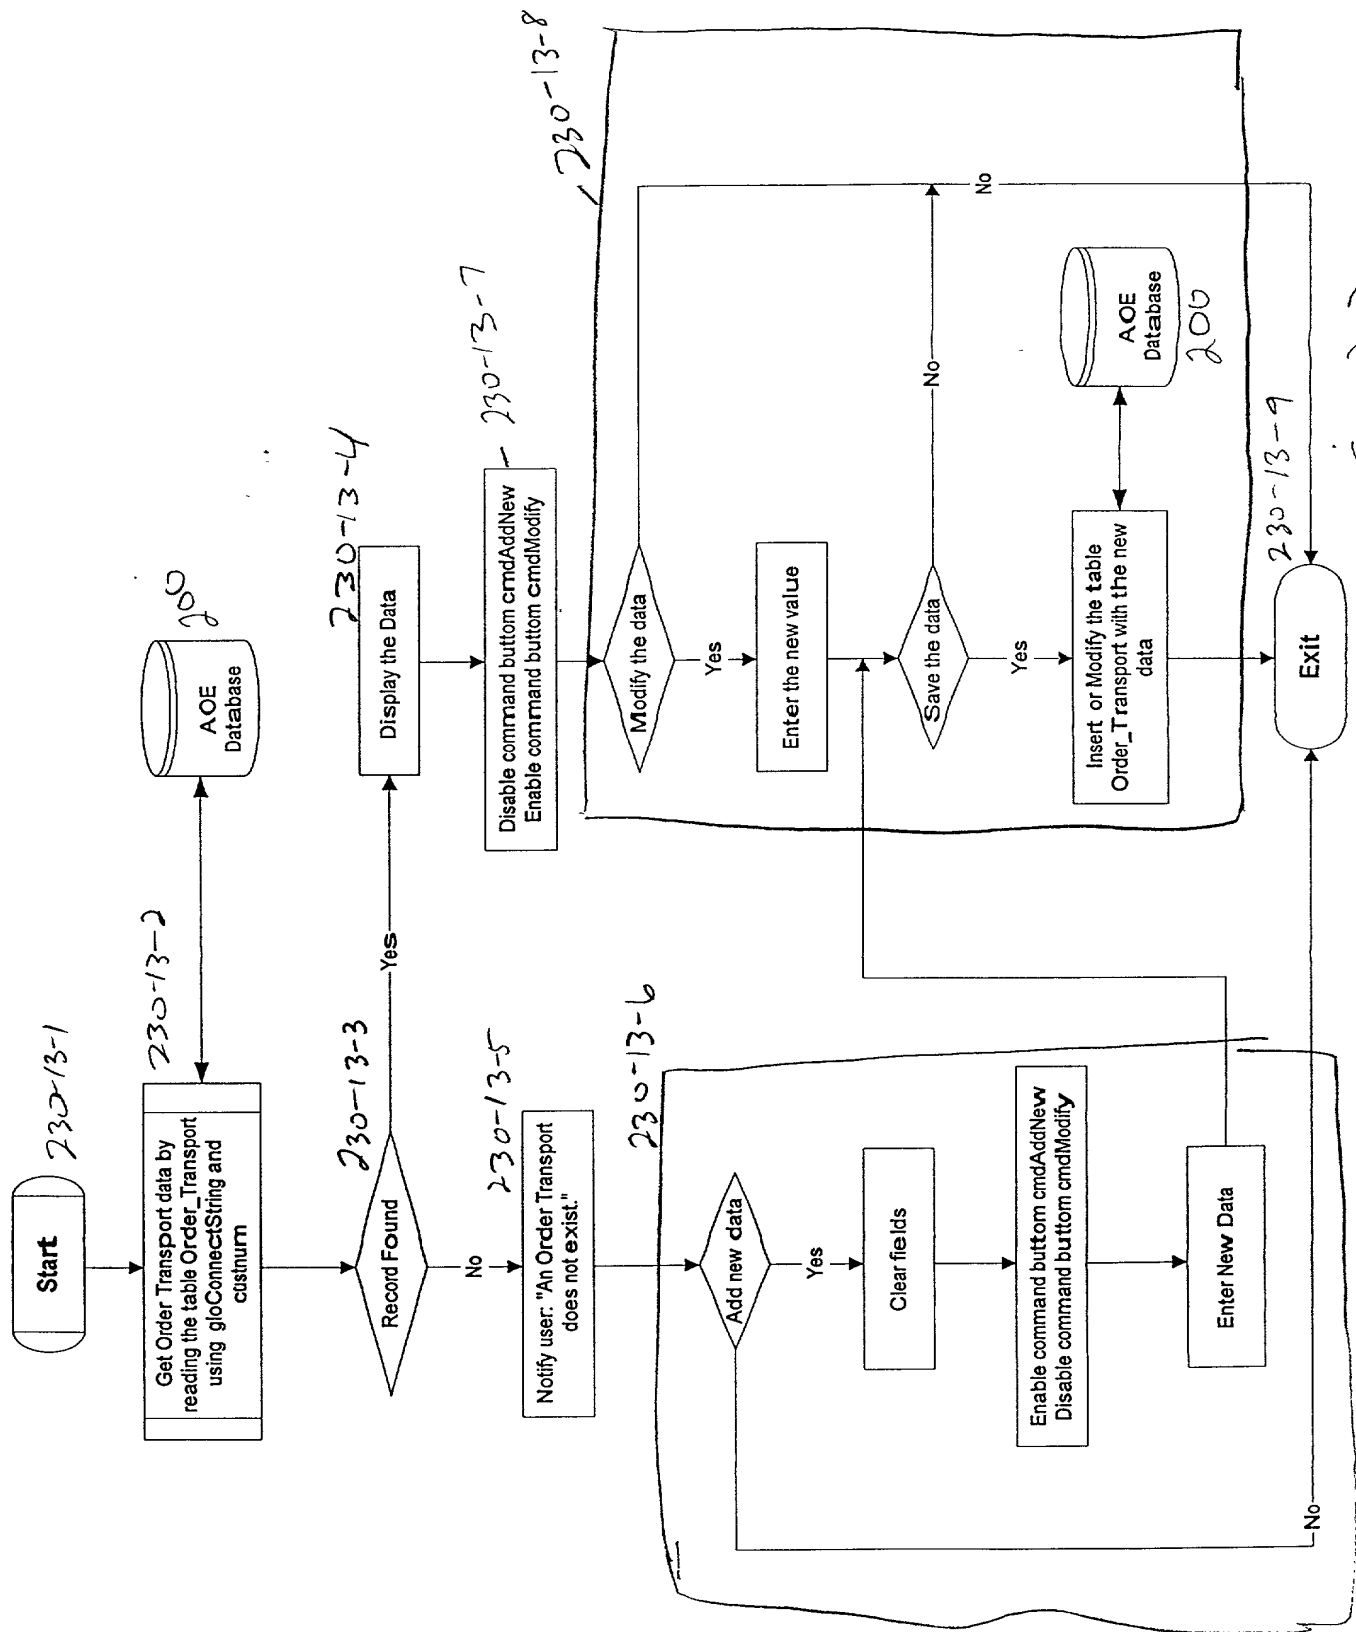 Start
230-13-1
Get Order Transport data by
reading the table Order_Transport
using gloConnectString and
custnum
230-13-2
AOE
Database
200
Record Found
230-13-3
Yes
Display the Data
230-13-4
No
Notify user: "An Order Transport
does not exist."
230-13-5
Disable command buttom cmdAddNew
Enable command buttom cmdModify
230-13-7
230-13-6
Add new data
Yes
Clear fields
Enable command buttom cmdAddNew
Disable command buttom cmdModify
Enter New Data
No
230-13-8
Modify the data
Yes
Enter the new value
Save the data
No
No
Yes
Insert or Modify the table
Order_Transport with the new
data
AOE
Database
200
Exit
230-13-9